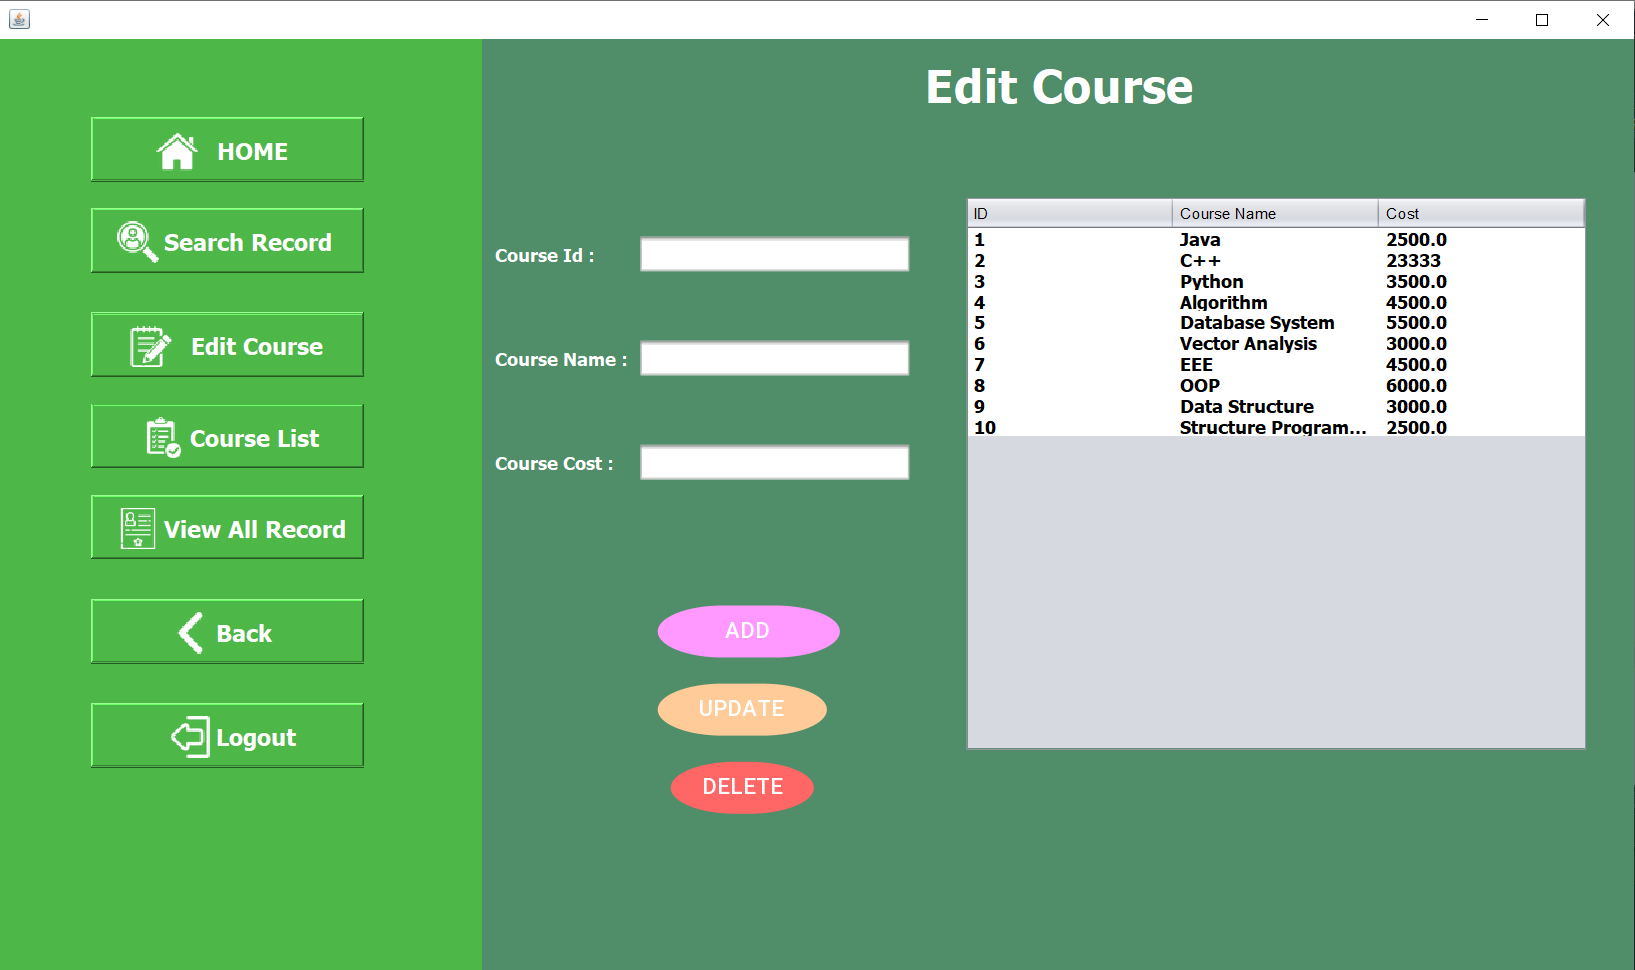 HOME
Search Record
Edit Course
Course List
View All Record
Back
Logout
Edit Course
Course Id :
Course Name :
Course Cost :
ADD
UPDATE
DELETE
ID Course Name Cost
1 Java 2500.0
2 C++ 23333
3 Python 3500.0
4 Algorithm 4500.0
5 Database System 5500.0
6 Vector Analysis 3000.0
7 EEE 4500.0
8 OOP 6000.0
9 Data Structure 3000.0
10 Structure Program... 2500.0